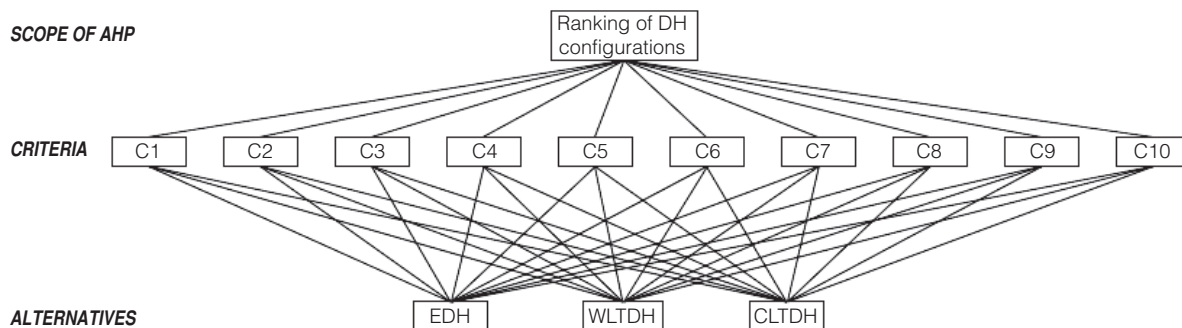 SCOPE OF AHP
Ranking of DH
configurations
CRITERIA
C1
C2
C3
C4
C5
C6
C7
C8
C9
C10
ALTERNATIVES
EDH
WLTDH
CLTDH